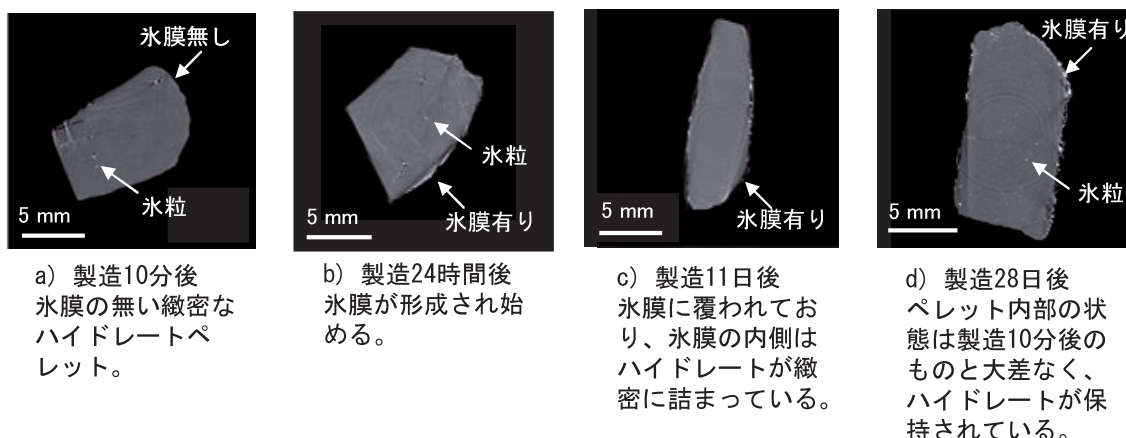 氷膜無し
氷粒
5 mm
a) 製造10分後
氷膜の無い緻密な
ハイドレートペ
レット。
氷粒
5 mm
氷膜有り
b) 製造24時間後
氷膜が形成され始
める。
5 mm
氷膜有り
c) 製造11日後
氷膜に覆われてお
り、氷膜の内側は
ハイドレートが緻
密に詰まっている。
氷膜有り
氷粒
5 mm
d) 製造28日後
ペレット内部の状
態は製造10分後の
ものと大差なく、
ハイドレートが保
持されている。